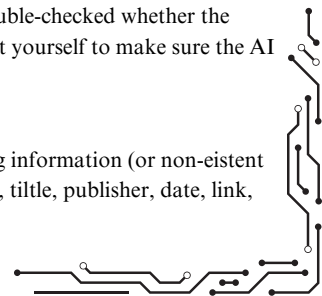 uble-checked whether the
t yourself to make sure the AI
g information (or non-eistent
, tiltle, publisher, date, link,